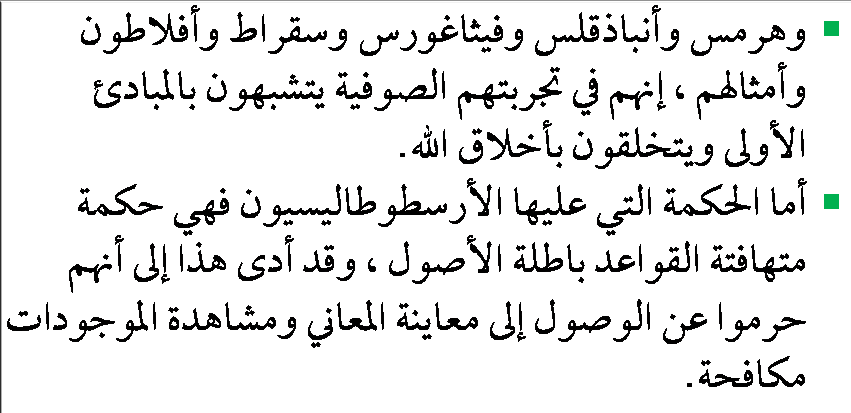 ▪ وهرمس وأنباذقلس وفيثاغورس وسقراط وأفلاطون
وأمثالهم ، إنهم في تجربتهم الصوفية يتشبهون بالمبادئ
الأولى ويتخلقون بأخلاق الله.
▪ أما الحكمة التي عليها الأرسطوطاليسيون فهي حكمة
متهافتة القواعد باطلة الأصول ، وقد أدى هذا إلى أنهم
حرموا عن الوصول إلى معاينة المعاني ومشاهدة الموجودات
مكافحة.